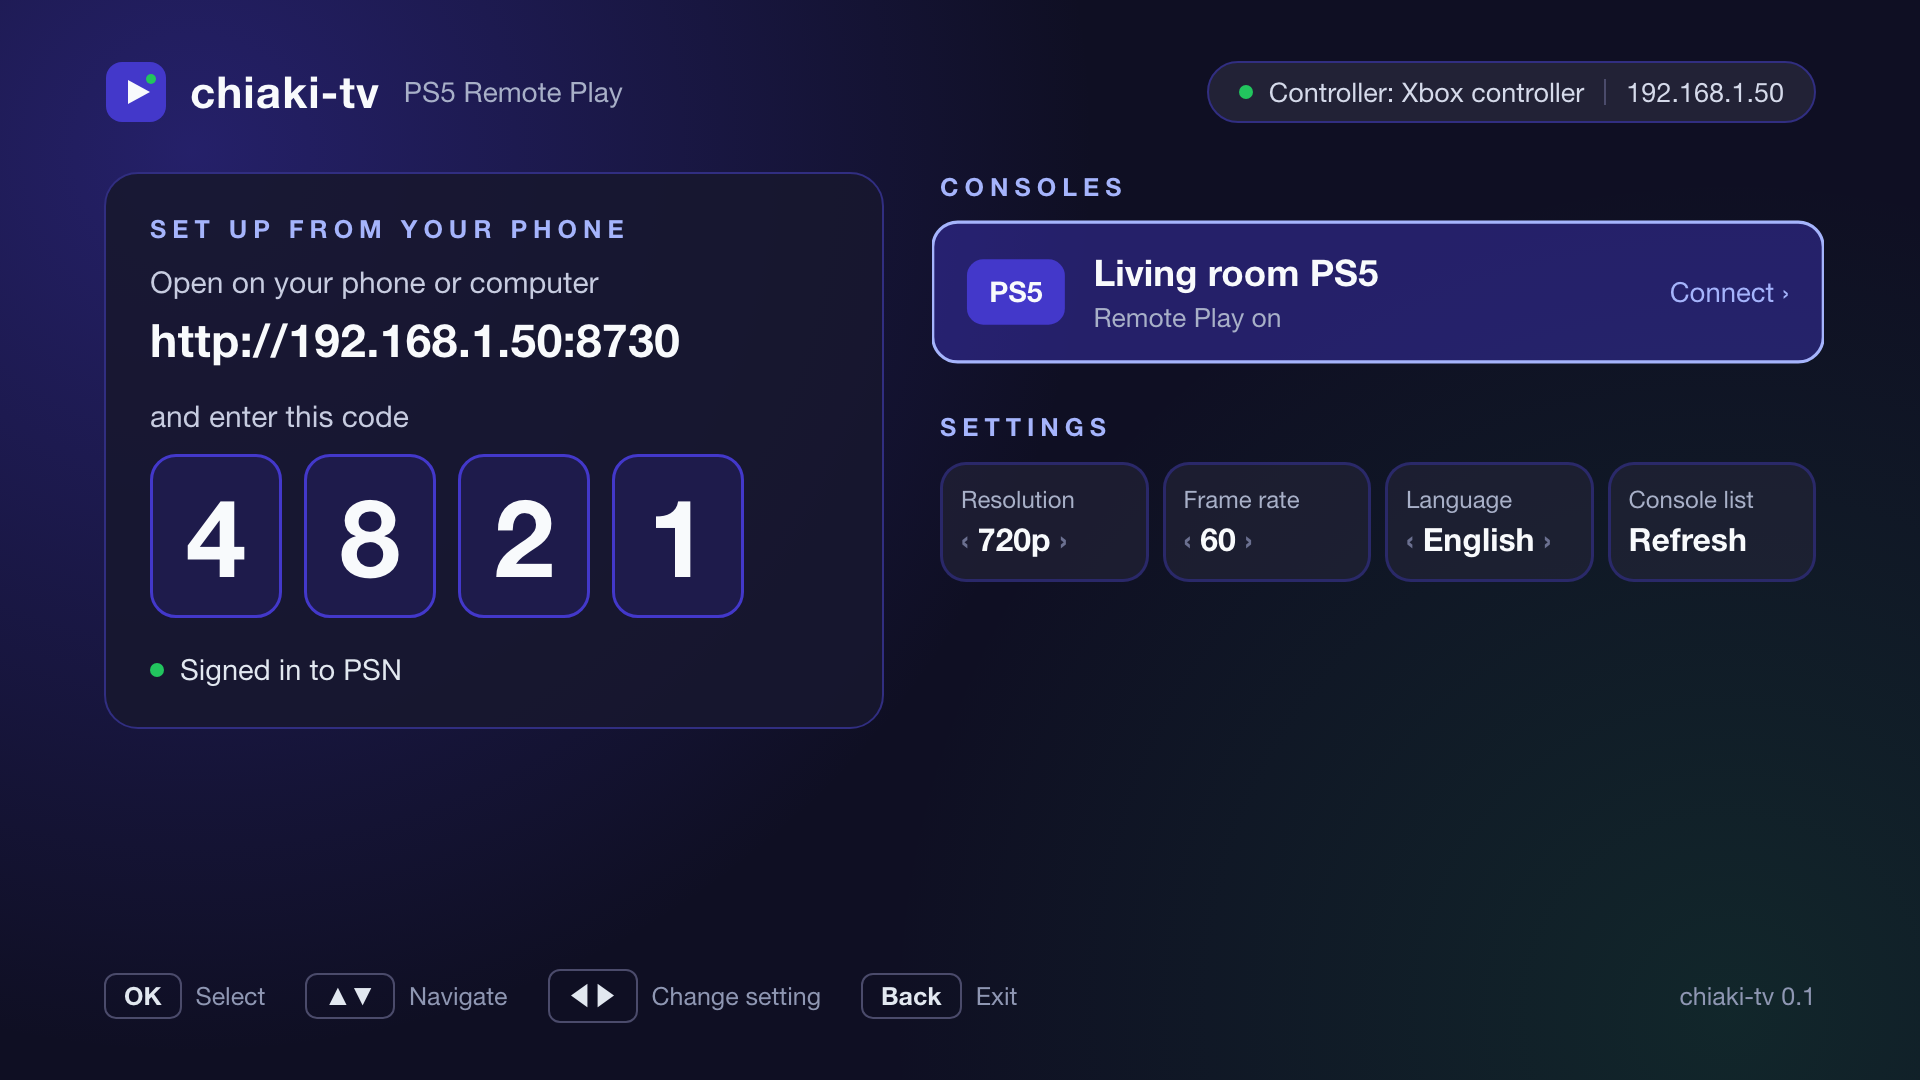 chiaki-tv PS5 Remote Play
Controller: Xbox controller | 192.168.1.50
SET UP FROM YOUR PHONE
Open on your phone or computer
http://192.168.1.50:8730
and enter this code
4 8 2 1
Signed in to PSN
CONSOLES
PS5
Living room PS5
Remote Play on
Connect ›
SETTINGS
Resolution
‹ 720p ›
Frame rate
‹ 60 ›
Language
‹ English ›
Console list
Refresh
OK Select ▲▼ Navigate ◀▶ Change setting Back Exit
chiaki-tv 0.1